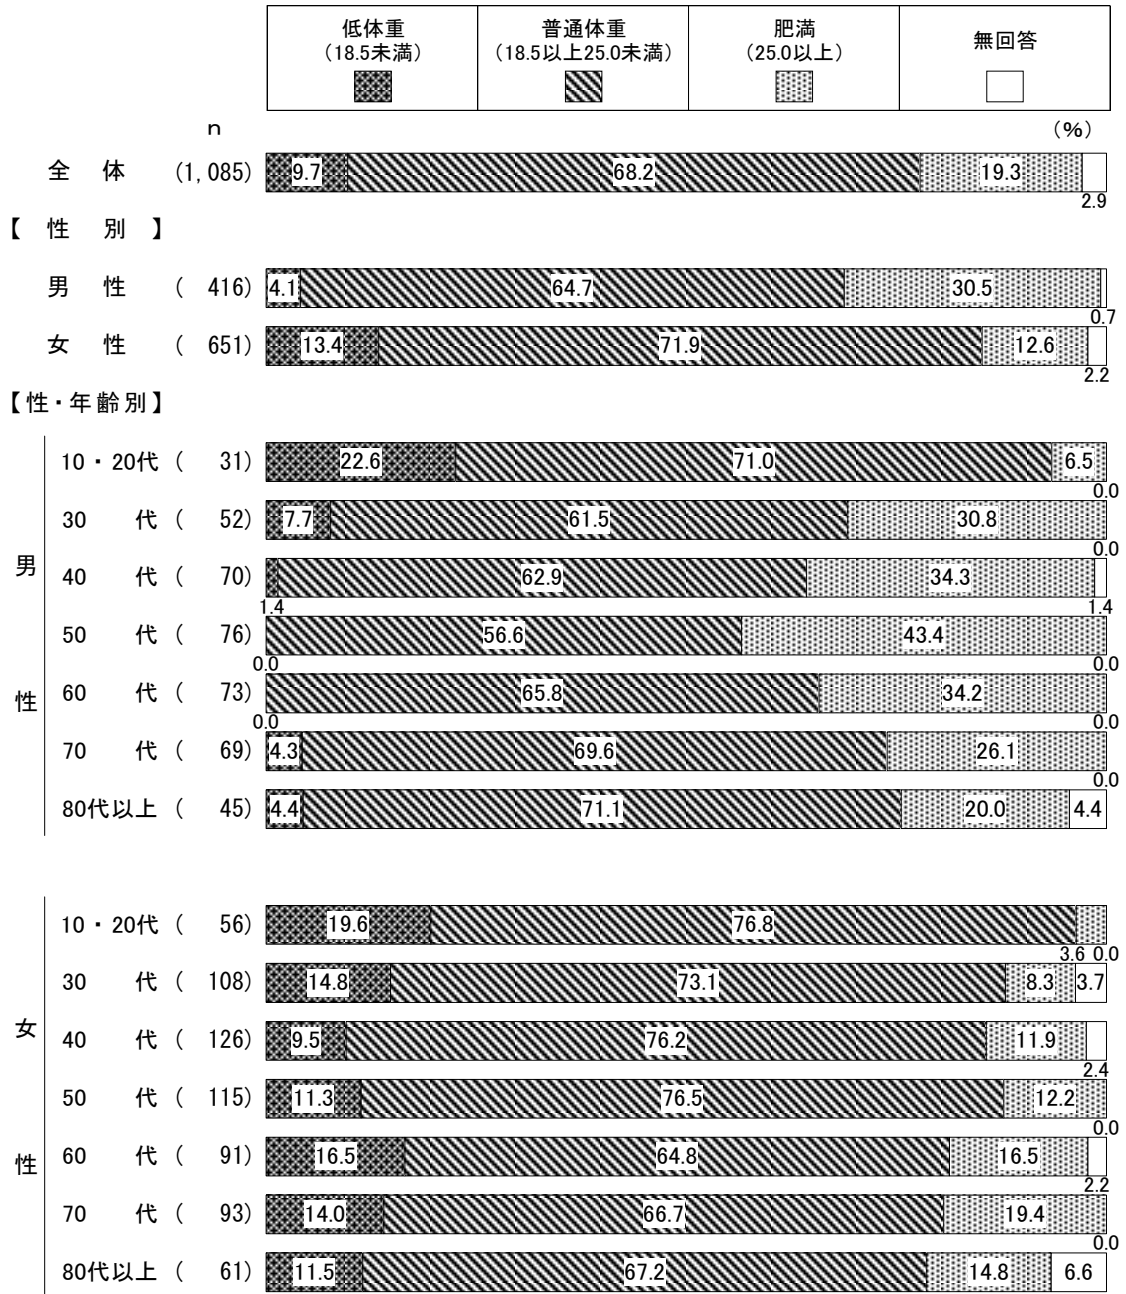 低体重 普通体重 肥満 無回答
（18.5未満） （18.5以上25.0未満） （25.0以上）
n （%）
全　体 (1,085) 9.7 68.2 19.3
2.9
【　性　別　】
男　性 ( 416) 4.1 64.7 30.5
0.7
女　性 ( 651) 13.4 71.9 12.6
2.2
【性・年齢別】
10・20代 ( 31) 22.6 71.0 6.5
0.0
30　代 ( 52) 7.7 61.5 30.8
0.0
男
40　代 ( 70) 62.9 34.3
1.4 1.4
50　代 ( 76) 56.6 43.4
0.0 0.0
60　代 ( 73) 65.8 34.2
性
0.0 0.0
70　代 ( 69) 4.3 69.6 26.1
0.0
80代以上 ( 45) 4.4 71.1 20.0 4.4
10・20代 ( 56) 19.6 76.8
3.6 0.0
30　代 ( 108) 14.8 73.1 8.3 3.7
女
40　代 ( 126) 9.5 76.2 11.9
2.4
50　代 ( 115) 11.3 76.5 12.2
0.0
性
60　代 ( 91) 16.5 64.8 16.5
2.2
70　代 ( 93) 14.0 66.7 19.4
0.0
80代以上 ( 61) 11.5 67.2 14.8 6.6